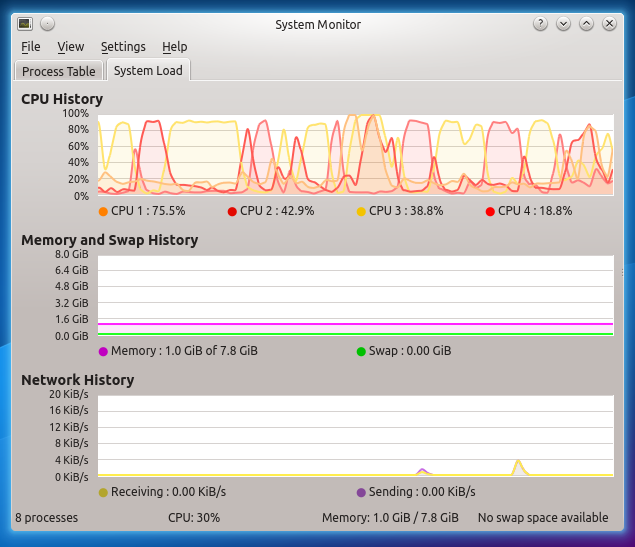 System Monitor
File View Settings Help
Process Table System Load
CPU History
100%
80%
60%
40%
20%
0%
CPU 1 : 75.5% CPU 2 : 42.9% CPU 3 : 38.8% CPU 4 : 18.8%
Memory and Swap History
8.0 GiB
6.4 GiB
4.8 GiB
3.2 GiB
1.6 GiB
0.0 GiB
Memory : 1.0 GiB of 7.8 GiB Swap : 0.00 GiB
Network History
20 KiB/s
16 KiB/s
12 KiB/s
8 KiB/s
4 KiB/s
0 KiB/s
Receiving : 0.00 KiB/s Sending : 0.00 KiB/s
8 processes CPU: 30% Memory: 1.0 GiB / 7.8 GiB No swap space available